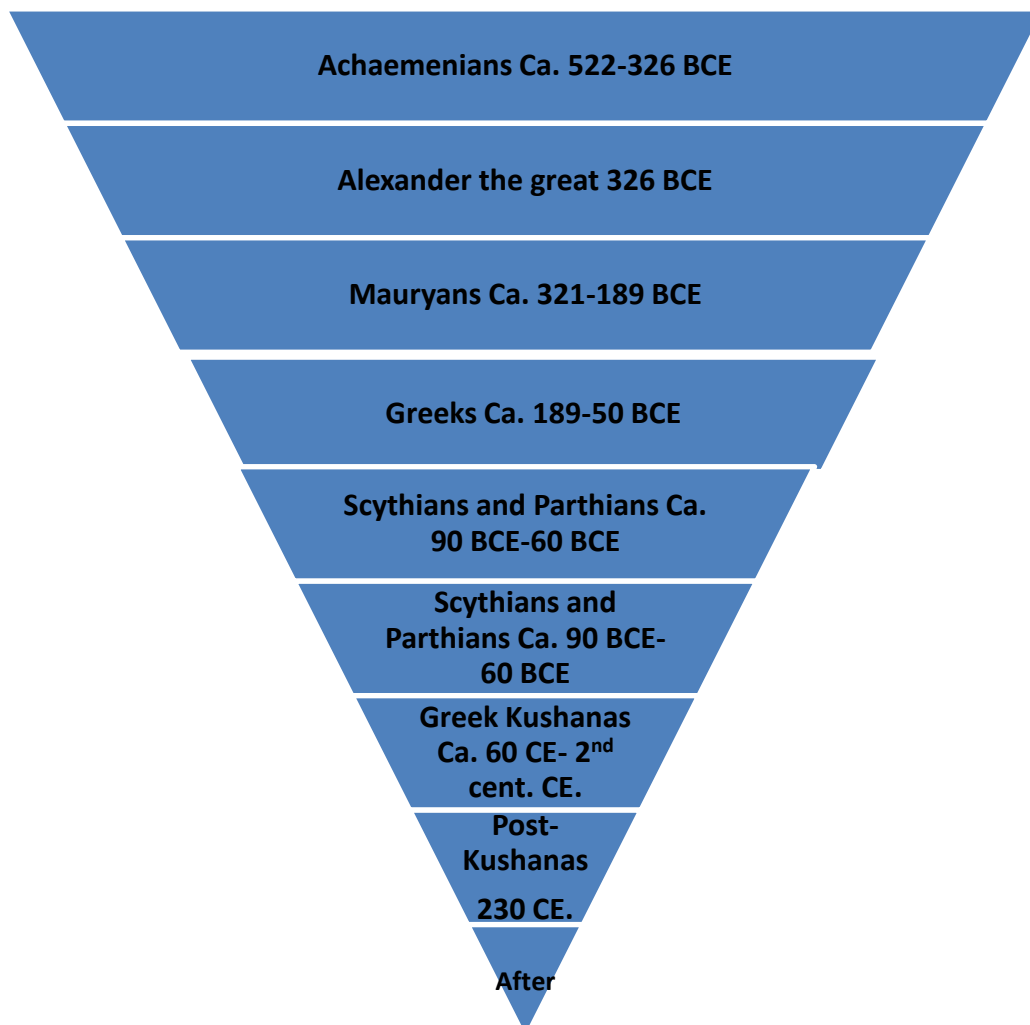 Achaemenians Ca. 522-326 BCE
Alexander the great 326 BCE
Mauryans Ca. 321-189 BCE
Greeks Ca. 189-50 BCE
Scythians and Parthians Ca.
90 BCE-60 BCE
Scythians and
Parthians Ca. 90 BCE-
60 BCE
Greek Kushanas
Ca. 60 CE- 2nd
cent. CE.
Post-
Kushanas
230 CE.
After